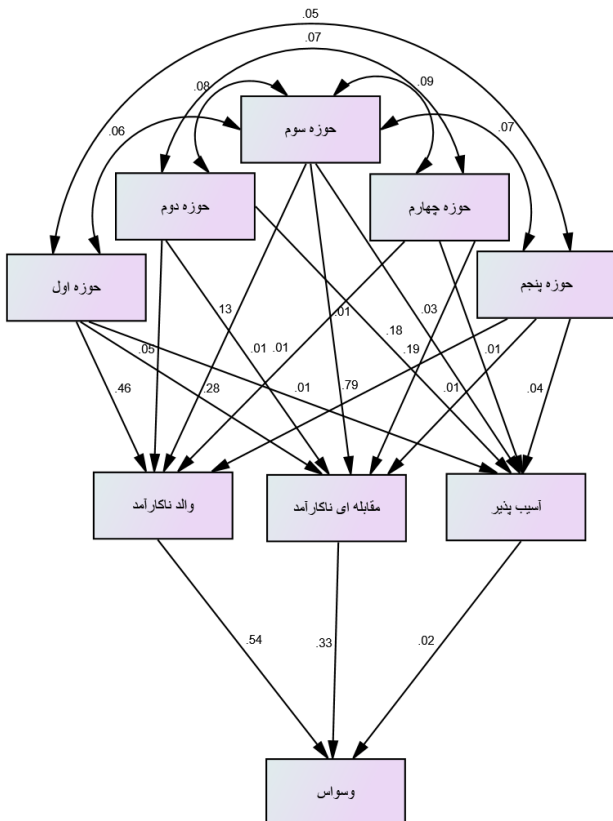 .05
.07
.08
.09
حوزه سوم
.06
.07
حوزه دوم
حوزه چهارم
حوزه اول
حوزه پنجم
.13
.01
.03
.18
.05
.01
.01
.19
.01
.46
.28
.01
.79
.01
.04
والد ناکارآمد
مقابله ای ناکارآمد
آسیب پذیر
.54
.33
.02
وسواس